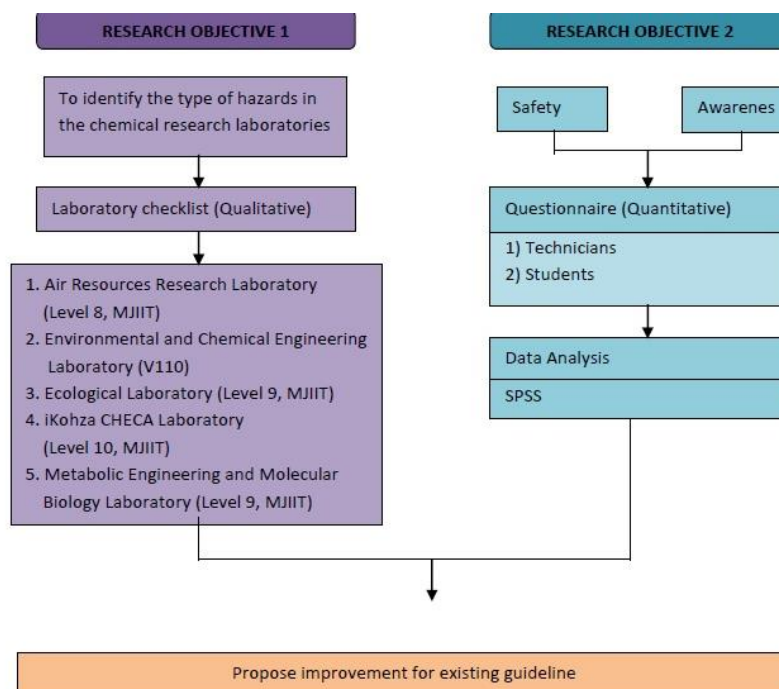 RESEARCH OBJECTIVE 1
To identify the type of hazards in
the chemical research laboratories
Laboratory checklist (Qualitative)
1. Air Resources Research Laboratory
(Level 8, MJIIT)
2. Environmental and Chemical Engineering
Laboratory (V110)
3. Ecological Laboratory (Level 9, MJIIT)
4. iKohza CHECA Laboratory
(Level 10, MJIIT)
5. Metabolic Engineering and Molecular
Biology Laboratory (Level 9, MJIIT)
RESEARCH OBJECTIVE 2
Safety
Awarenes
Questionnaire (Quantitative)
1) Technicians
2) Students
Data Analysis
SPSS
Propose improvement for existing guideline